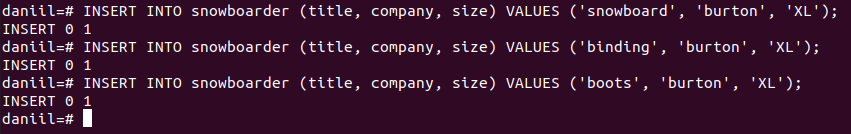 daniil=# INSERT INTO snowboarder (title, company, size) VALUES ('snowboard', 'burton', 'XL');
INSERT 0 1
daniil=# INSERT INTO snowboarder (title, company, size) VALUES ('binding', 'burton', 'XL');
INSERT 0 1
daniil=# INSERT INTO snowboarder (title, company, size) VALUES ('boots', 'burton', 'XL');
INSERT 0 1
daniil=#